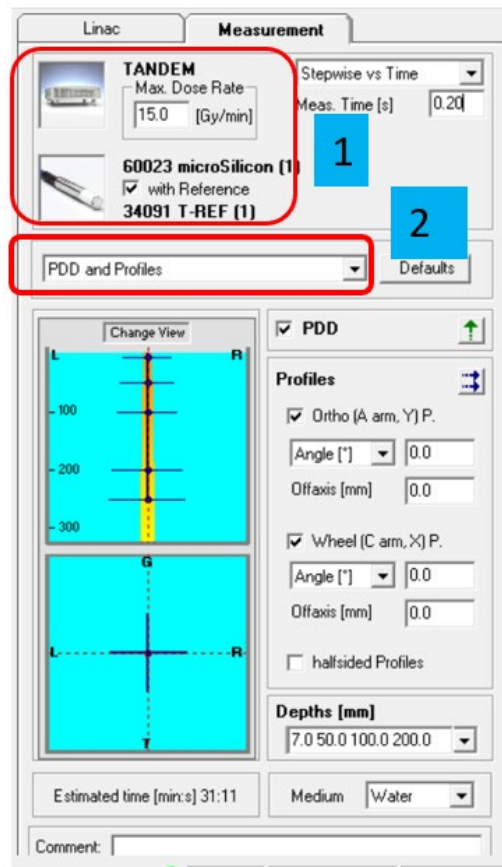 Linac
Measurement
TANDEM
Max. Dose Rate
15.0 [Gy/min]
Stepwise vs Time
Meas. Time [s] 0.20
1
60023 microSilicon (1)
with Reference
34091 T-REF (1)
2
PDD and Profiles
Defaults
Change View
L R
- 100
- 200
- 300
G
L R
T
PDD
Profiles
Ortho (A arm, Y) P.
Angle [°] 0.0
Offaxis [mm] 0.0
Wheel (C arm, X) P.
Angle [°] 0.0
Offaxis [mm] 0.0
halfsided Profiles
Depths [mm]
7.0 50.0 100.0 200.0
Estimated time [min:s] 31:11
Medium Water
Comment: